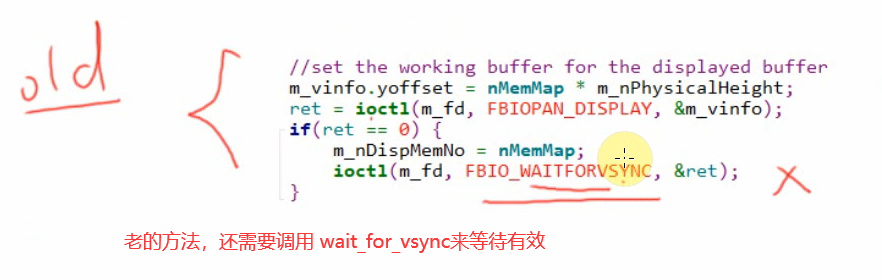 old
//set the working buffer for the displayed buffer
m_vinfo.yoffset = nMemMap * m_nPhysicalHeight;
ret = ioctl(m_fd, FBIOPAN_DISPLAY, &m_vinfo);
if(ret == 0) {
m_nDispMemNo = nMemMap;
ioctl(m_fd, FBIO_WAITFORVSYNC, &ret);
}
老的方法，还需要调用 wait_for_vsync来等待有效